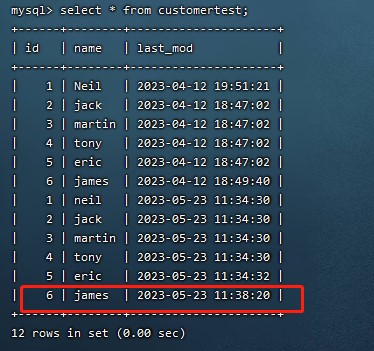 mysql> select * from customertest;
+------+--------+---------------------+
| id | name | last_mod |
+------+--------+---------------------+
| 1 | Neil | 2023-04-12 19:51:21 |
| 2 | jack | 2023-04-12 18:47:02 |
| 3 | martin | 2023-04-12 18:47:02 |
| 4 | tony | 2023-04-12 18:47:02 |
| 5 | eric | 2023-04-12 18:47:02 |
| 6 | james | 2023-04-12 18:49:40 |
| 1 | neil | 2023-05-23 11:34:30 |
| 2 | jack | 2023-05-23 11:34:30 |
| 3 | martin | 2023-05-23 11:34:30 |
| 4 | tony | 2023-05-23 11:34:30 |
| 5 | eric | 2023-05-23 11:34:32 |
| 6 | james | 2023-05-23 11:38:20 |
+------+--------+---------------------+
12 rows in set (0.00 sec)